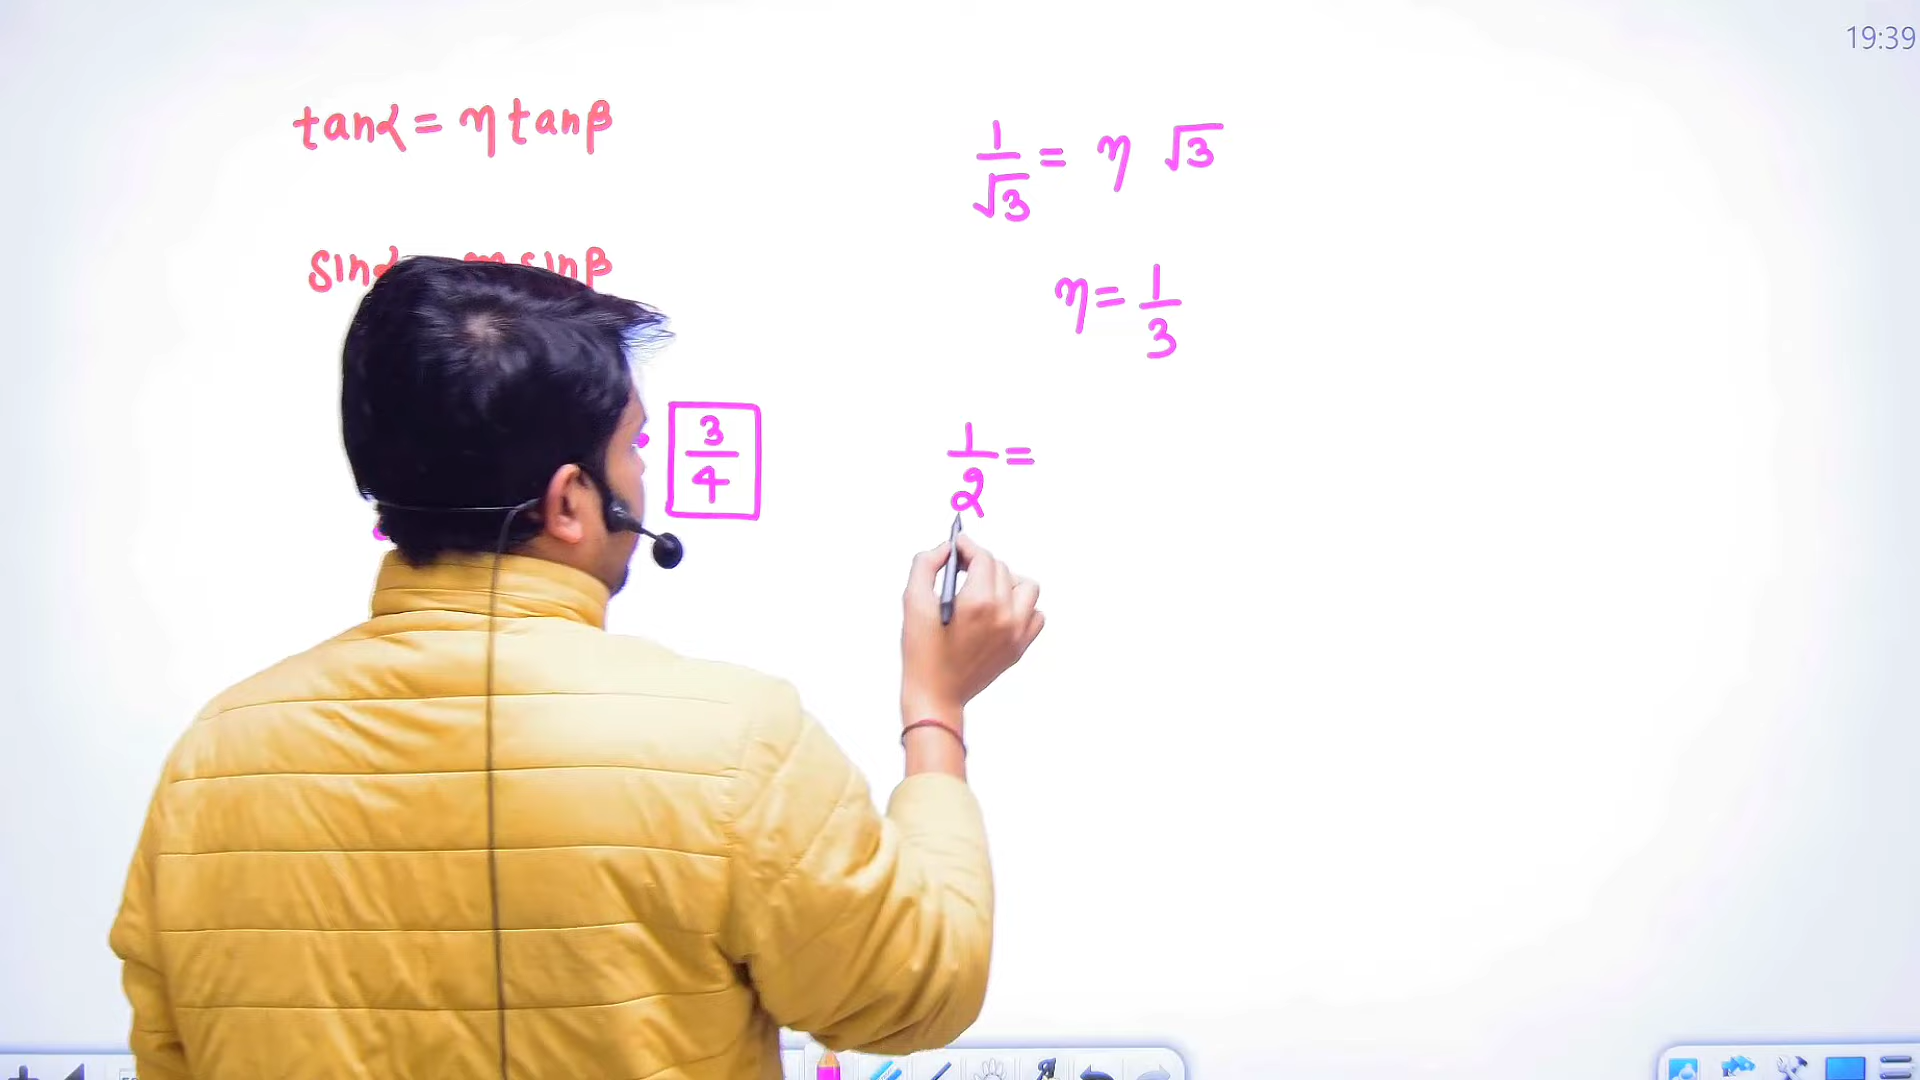 19:39
tanα = η tanβ
sinα sinβ
3/4
1/√3 = η √3
η = 1/3
1/2 =